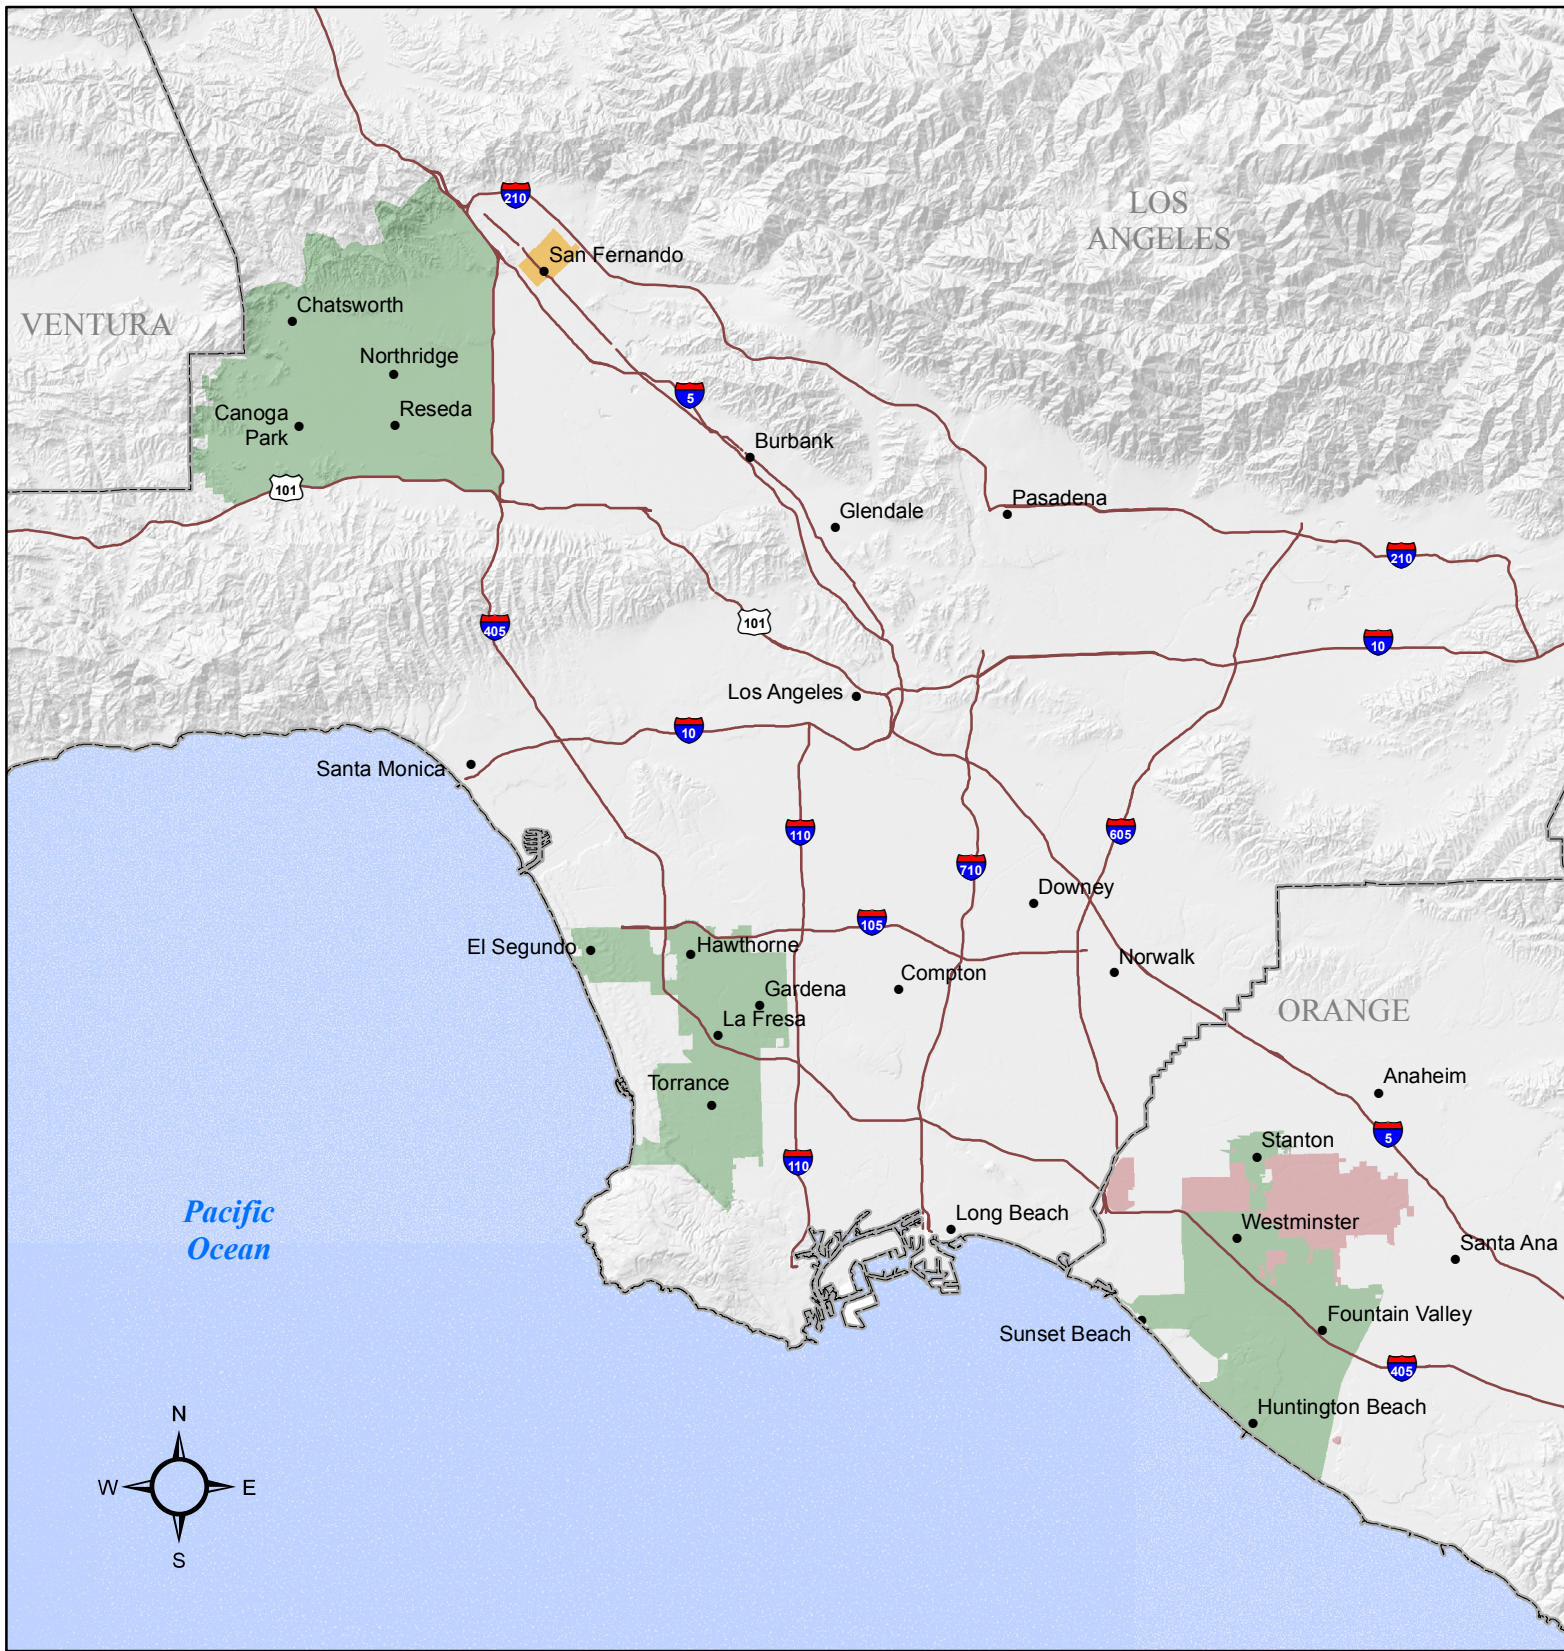 210
LOS
ANGELES
San Fernando
Chatsworth
VENTURA
Northridge
5
Canoga
Park
Reseda
Burbank
101
Glendale
Pasadena
210
405
101
10
Los Angeles
10
Santa Monica
110
605
710
Downey
105
El Segundo
Hawthorne
Norwalk
Compton
Gardena
ORANGE
La Fresa
Torrance
Anaheim
5
Stanton
110
Pacific
Ocean
Long Beach
Westminster
Santa Ana
Sunset Beach
Fountain Valley
405
Huntington Beach
N
W
E
S